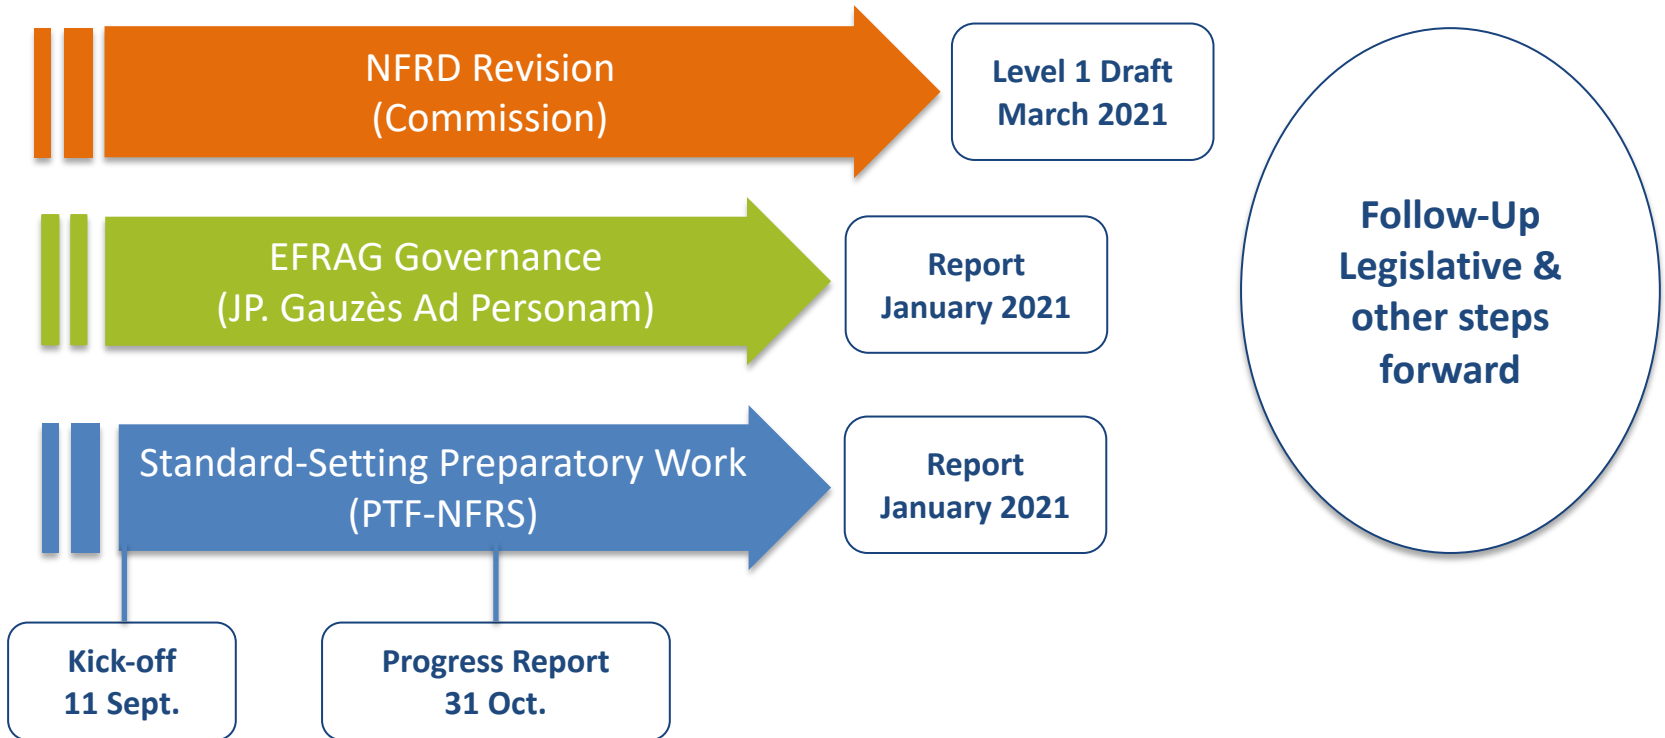 NFRD Revision
(Commission)
Level 1 Draft
March 2021
EFRAG Governance
(JP. Gauzès Ad Personam)
Report
January 2021
Standard-Setting Preparatory Work
(PTF-NFRS)
Report
January 2021
Kick-off
11 Sept.
Progress Report
31 Oct.
Follow-Up
Legislative &
other steps
forward